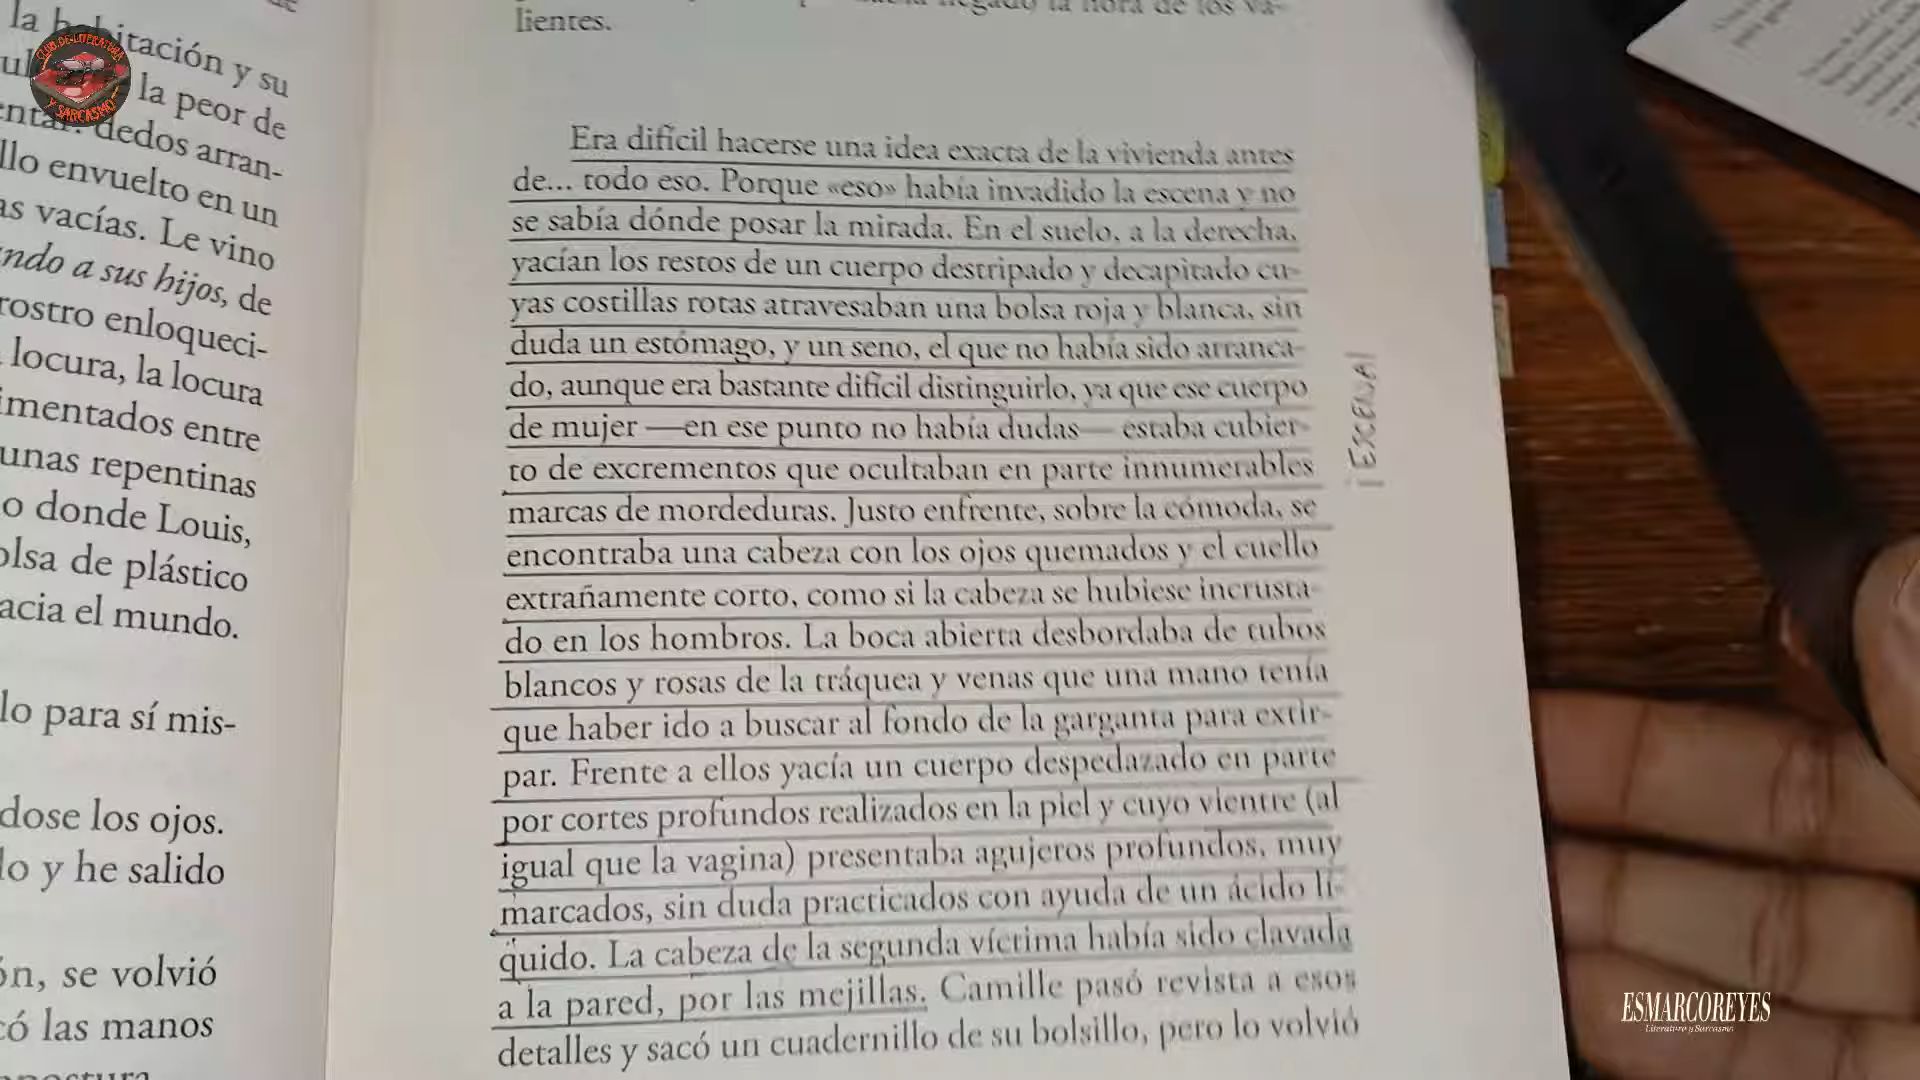 la habitación y su
la peor de
dedos arran-
llo envuelto en un
as vacías. Le vino
ndo a sus hijos, de
rostro enloqueci-
locura, la locura
imentados entre
unas repentinas
o donde Louis,
olsa de plástico
acia el mundo.
lo para sí mis-
dose los ojos.
lo y he salido
ón, se volvió
có las manos
lientes.
Era difícil hacerse una idea exacta de la vivienda antes
de... todo eso. Porque «eso» había invadido la escena y no
se sabía dónde posar la mirada. En el suelo, a la derecha,
yacían los restos de un cuerpo destripado y decapitado cu-
yas costillas rotas atravesaban una bolsa roja y blanca, sin
duda un estómago, y un seno, el que no había sido arranca-
do, aunque era bastante difícil distinguirlo, ya que ese cuerpo
de mujer —en ese punto no había dudas— estaba cubier-
to de excrementos que ocultaban en parte innumerables
marcas de mordeduras. Justo enfrente, sobre la cómoda, se
encontraba una cabeza con los ojos quemados y el cuello
extrañamente corto, como si la cabeza se hubiese incrusta-
do en los hombros. La boca abierta desbordaba de tubos
blancos y rosas de la tráquea y venas que una mano tenía
que haber ido a buscar al fondo de la garganta para extir-
par. Frente a ellos yacía un cuerpo despedazado en parte
por cortes profundos realizados en la piel y cuyo vientre (al
igual que la vagina) presentaba agujeros profundos, muy
marcados, sin duda practicados con ayuda de un ácido lí-
quido. La cabeza de la segunda víctima había sido clavada
a la pared, por las mejillas. Camille pasó revista a esos
detalles y sacó un cuadernillo de su bolsillo, pero lo volvió
¡ESCENA!
CLUB DE LITERATURA
Y SARCASMO
ESMARCOREYES
Literatura y Sarcasmo